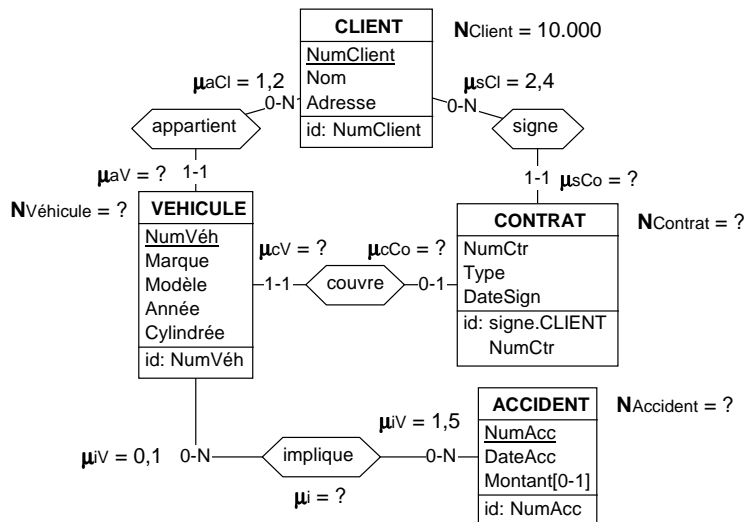 CLIENT
NumClient
Nom
Adresse
id: NumClient
NClient = 10.000
μaCl = 1,2
0-N
appartient
μsCl = 2,4
0-N
signe
μaV = ?
1-1
1-1
μsCo = ?
NVéhicule = ?
VEHICULE
NumVéh
Marque
Modèle
Année
Cylindrée
id: NumVéh
μcV = ?
1-1
couvre
μcCo = ?
0-1
CONTRAT
NumCtr
Type
DateSign
id: signe.CLIENT
NumCtr
NContrat = ?
μiV = 0,1
0-N
implique
μi = ?
μiV = 1,5
0-N
ACCIDENT
NumAcc
DateAcc
Montant[0-1]
id: NumAcc
NAccident = ?